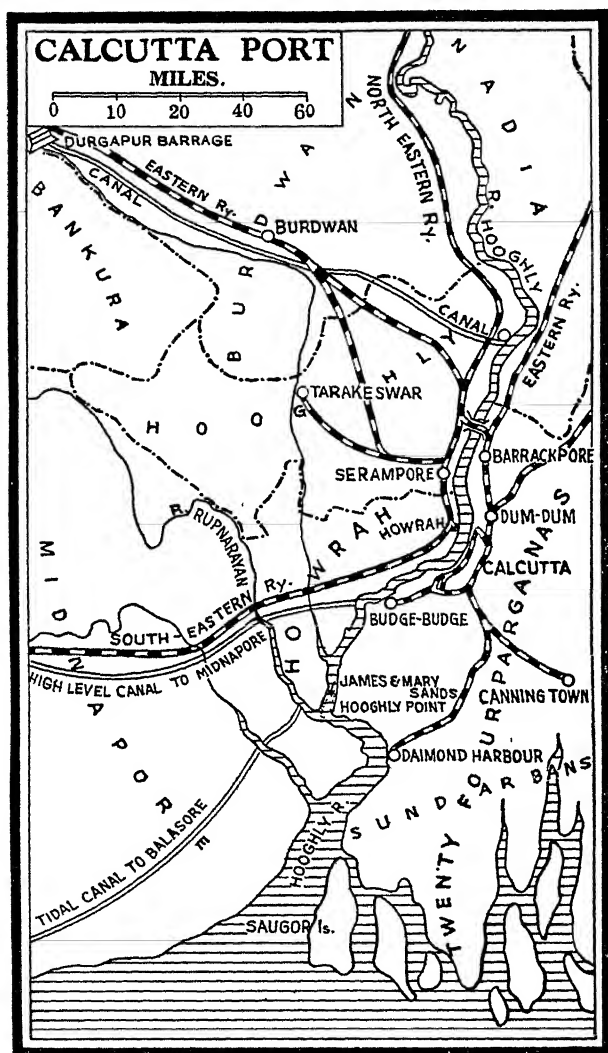 CALCUTTA PORT
MILES.
0 10 20 40 60
DURGAPUR BARRAGE
CANAL
EASTERN RY.
BURDWAN
NORTH EASTERN RY.
NADIA
R. HOOGHLY
BANKURA
BURDWAN
CANAL
EASTERN RY.
HOOGHLY
TARAKESWAR
BARRACKPORE
SERAMPORE
R. RUPNARAYAN
HOWRAH
HOWRAH
DUM-DUM
CALCUTTA
SOUTH-EASTERN Ry.
BUDGE-BUDGE
HIGH LEVEL CANAL TO MIDNAPORE
MIDNAPORE
JAMES & MARY
SANDS
HOOGHLY POINT
CANNING TOWN
DAIMOND HARBOUR
SUNDARBANS
TWENTY FOUR PARGANAS
HOOGHLY R.
TIDAL CANAL TO BALASORE
SAUGOR Is.